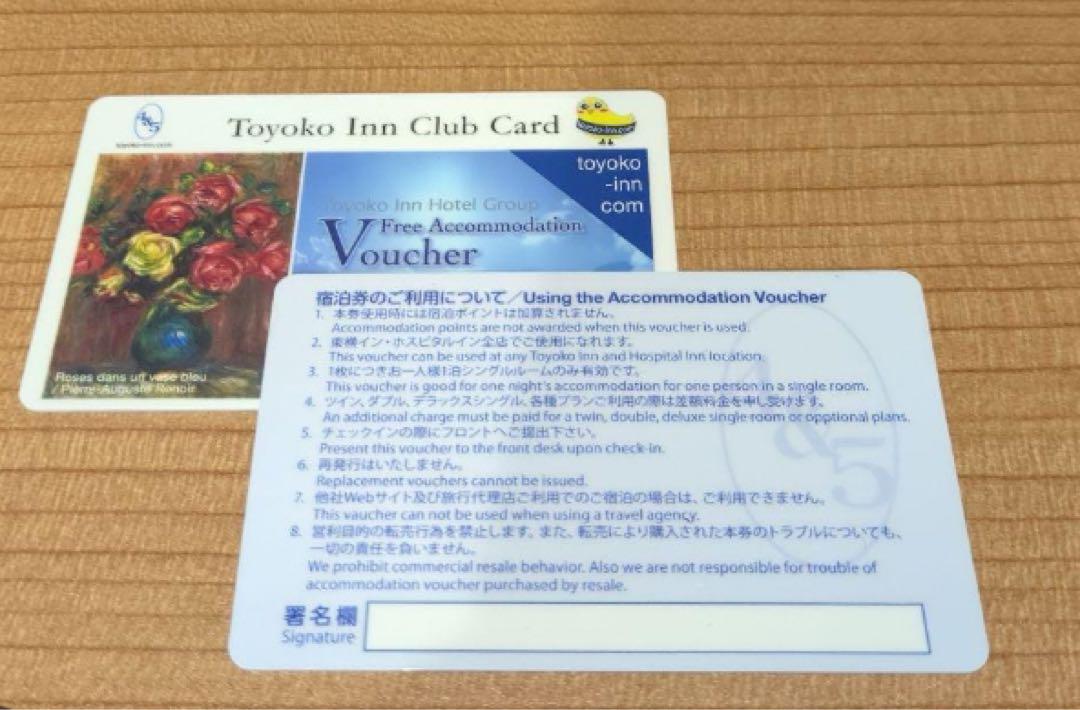 &5
toyoko-inn.com
Toyoko Inn Club Card
toyoko-inn.com
toyoko
-inn
com
Toyoko Inn Hotel Group
Free Accommodation
Voucher
Roses dans un vase bleu
/ Pierre-Auguste Renoir
宿泊券のご利用について／Using the Accommodation Voucher
1. 本券使用時には宿泊ポイントは加算されません。
Accommodation points are not awarded when this voucher is used.
2. 東横イン・ホスピタルイン全店でご使用になれます。
This voucher can be used at any Toyoko Inn and Hospital Inn location.
3. 1枚につきお一人様1泊シングルルームのみ有効です。
This voucher is good for one night's accommodation for one person in a single room.
4. ツイン、ダブル、デラックスシングル、各種プランご利用の際は差額料金を申し受けます。
An additional charge must be paid for a twin, double, deluxe single room or opptional plans.
5. チェックインの際にフロントへご提出下さい。
Present this voucher to the front desk upon check-in.
6. 再発行はいたしません。
Replacement vouchers cannot be issued.
7. 他社Webサイト及び旅行代理店ご利用でのご宿泊の場合は、ご利用できません。
This vaucher can not be used when using a travel agency.
8. 営利目的の転売行為を禁止します。また、転売により購入された本券のトラブルについても、
一切の責任を負いません。
We prohibit commercial resale behavior. Also we are not responsible for trouble of
accommodation voucher purchased by resale.
&5
署名欄
Signature